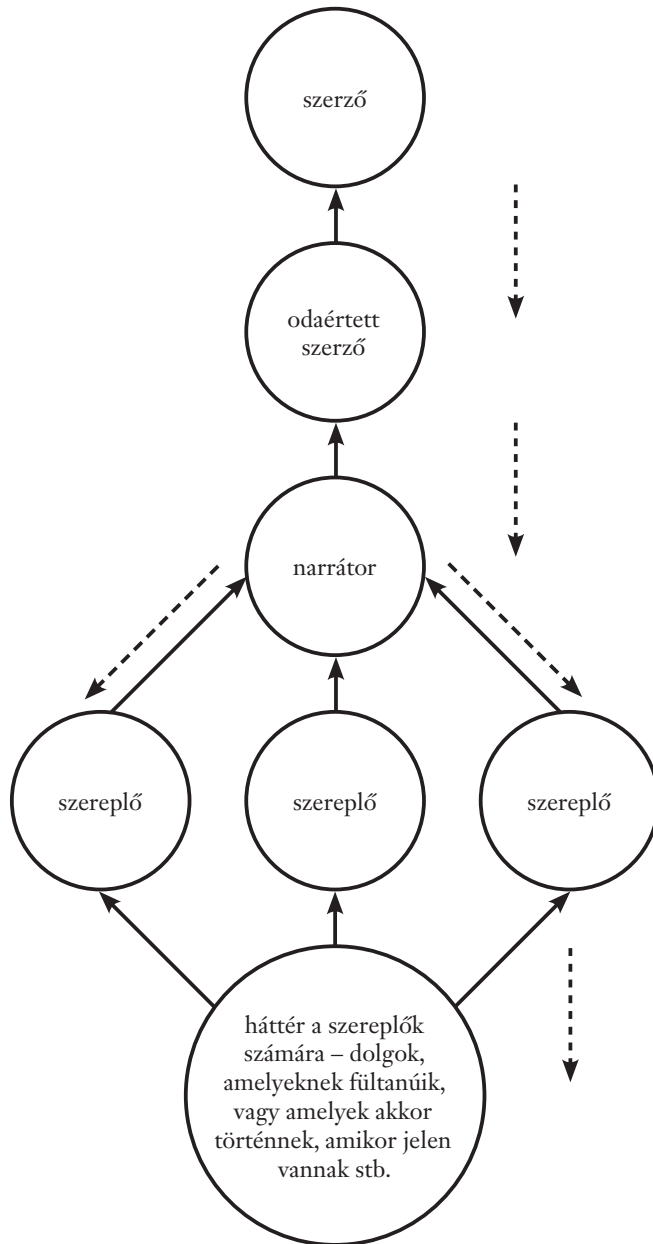 szerző
odaértett
szerző
narrátor
szereplő
szereplő
szereplő
háttér a szereplők
számára – dolgok,
amelyeknek fültanúik,
vagy amelyek akkor
történnek, amikor jelen
vannak stb.